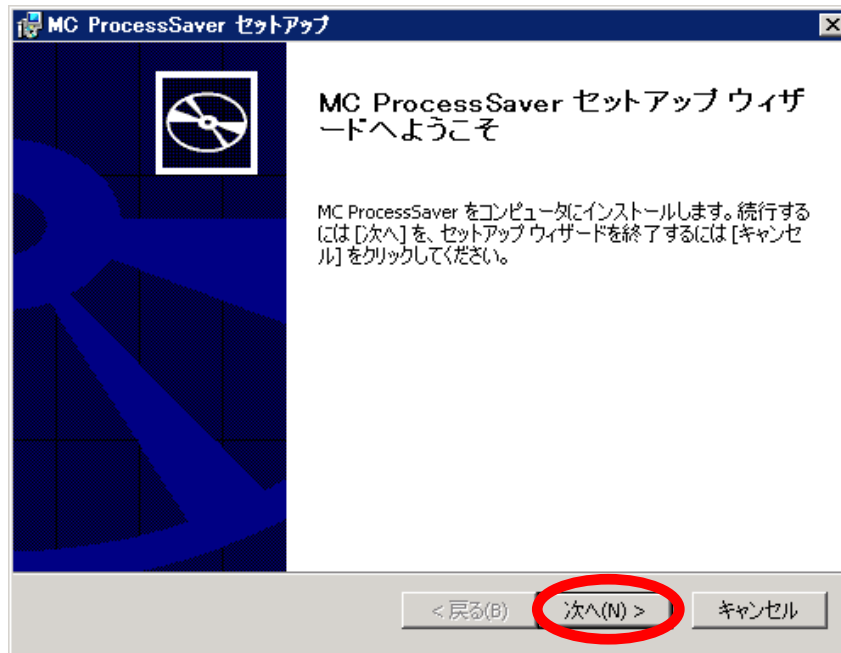 MC ProcessSaver セットアップ
MC ProcessSaver セットアップ ウィザ
ードへようこそ
MC ProcessSaver をコンピュータにインストールします。続行する
には [次へ] を、セットアップ ウィザードを終了するには [キャンセ
ル] をクリックしてください。
< 戻る(B)
次へ(N) >
キャンセル